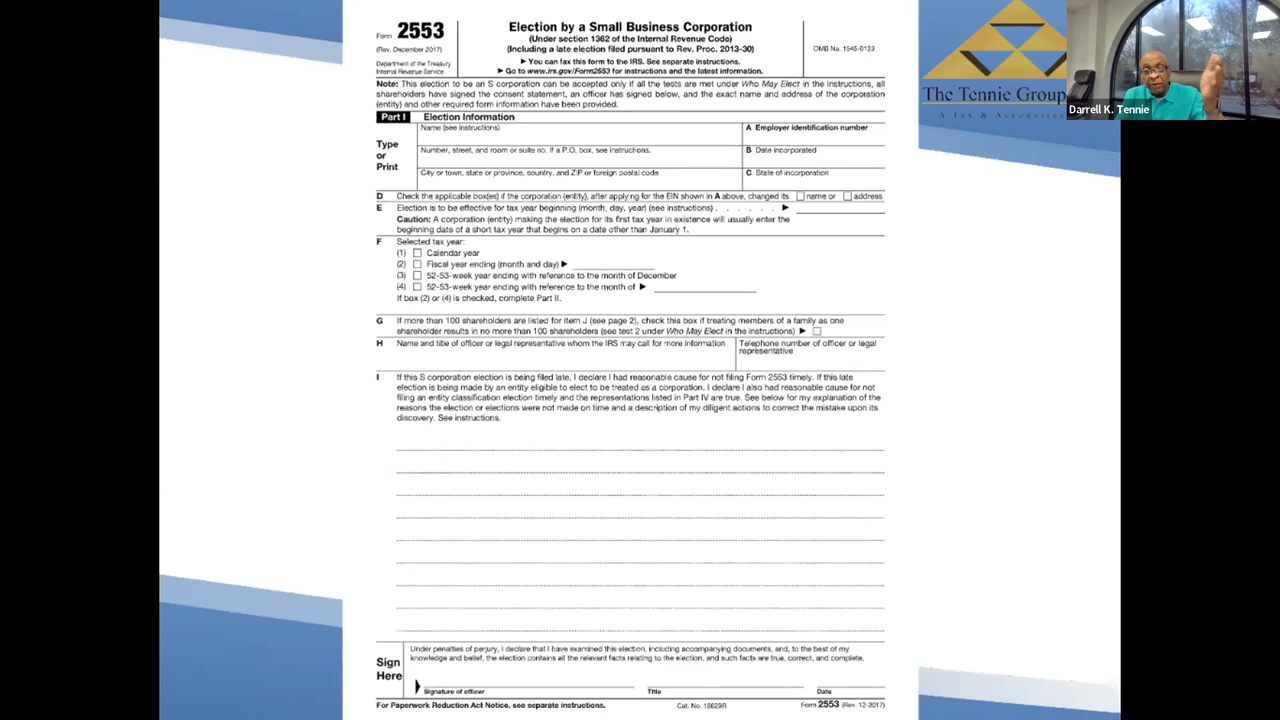 Form 2553
(Rev. December 2017)
Department of the Treasury
Internal Revenue Service
Election by a Small Business Corporation
(Under section 1362 of the Internal Revenue Code)
(Including a late election filed pursuant to Rev. Proc. 2013-30)
▶ You can fax this form to the IRS. See separate instructions.
▶ Go to www.irs.gov/Form2553 for instructions and the latest information.
OMB No. 1545-0123
Note: This election to be an S corporation can be accepted only if all the tests are met under Who May Elect in the instructions, all
shareholders have signed the consent statement, an officer has signed below, and the exact name and address of the corporation
(entity) and other required form information have been provided.
Part I Election Information
Type
or
Print
Name (see instructions)
A Employer identification number
Number, street, and room or suite no. If a P.O. box, see instructions.
B Date incorporated
City or town, state or province, country, and ZIP or foreign postal code
C State of incorporation
D Check the applicable box(es) if the corporation (entity), after applying for the EIN shown in A above, changed its name or address
E Election is to be effective for tax year beginning (month, day, year) (see instructions) . . . . . . ▶
Caution: A corporation (entity) making the election for its first tax year in existence will usually enter the
beginning date of a short tax year that begins on a date other than January 1.
F Selected tax year:
(1) Calendar year
(2) Fiscal year ending (month and day) ▶
(3) 52-53-week year ending with reference to the month of December
(4) 52-53-week year ending with reference to the month of ▶
If box (2) or (4) is checked, complete Part II.
G If more than 100 shareholders are listed for item J (see page 2), check this box if treating members of a family as one
shareholder results in no more than 100 shareholders (see test 2 under Who May Elect in the instructions) ▶
H Name and title of officer or legal representative whom the IRS may call for more information
Telephone number of officer or legal
representative
I If this S corporation election is being filed late, I declare I had reasonable cause for not filing Form 2553 timely. If this late
election is being made by an entity eligible to elect to be treated as a corporation, I declare I also had reasonable cause for not
filing an entity classification election timely and the representations listed in Part IV are true. See below for my explanation of the
reasons the election or elections were not made on time and a description of my diligent actions to correct the mistake upon its
discovery. See instructions.
Sign
Here
Under penalties of perjury, I declare that I have examined this election, including accompanying documents, and, to the best of my
knowledge and belief, the election contains all the relevant facts relating to the election, and such facts are true, correct, and complete.
Signature of officer
Title
Date
For Paperwork Reduction Act Notice, see separate instructions.
Cat. No. 18629R
Form 2553 (Rev. 12-2017)
The Tennie Group
A Tax & Accounting
Darrell K. Tennie